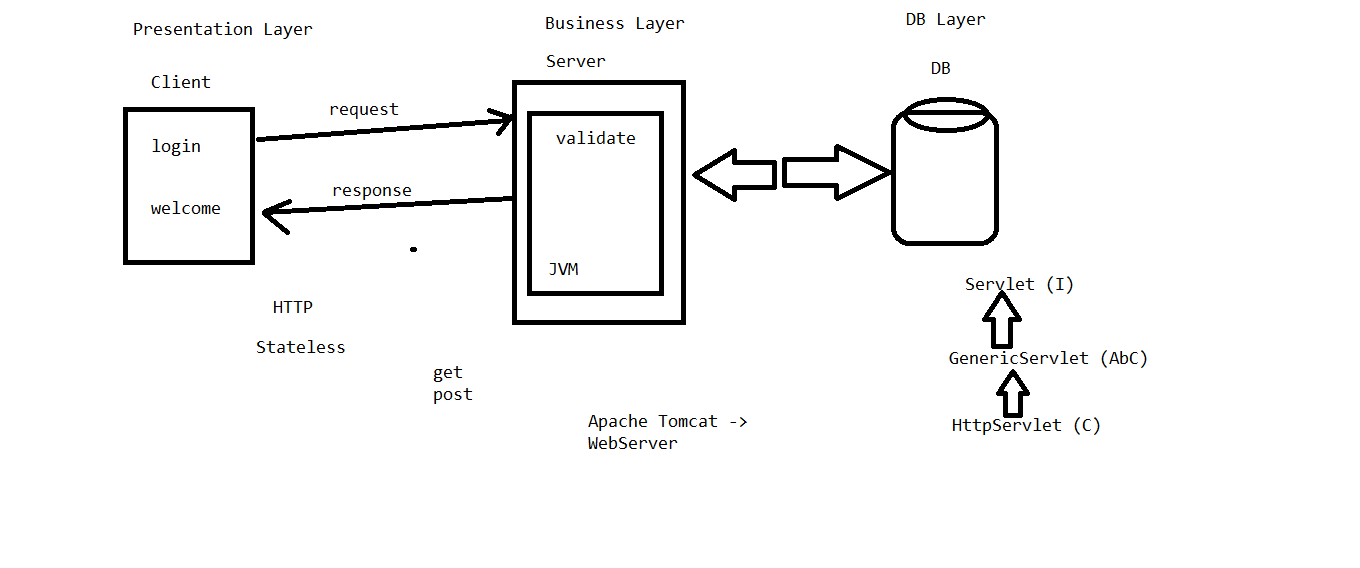 Presentation Layer
Business Layer
DB Layer
Client
Server
DB
request
login
validate
response
welcome
JVM
HTTP
Stateless
get
post
Apache Tomcat ->
WebServer
Servlet (I)
GenericServlet (AbC)
HttpServlet (C)